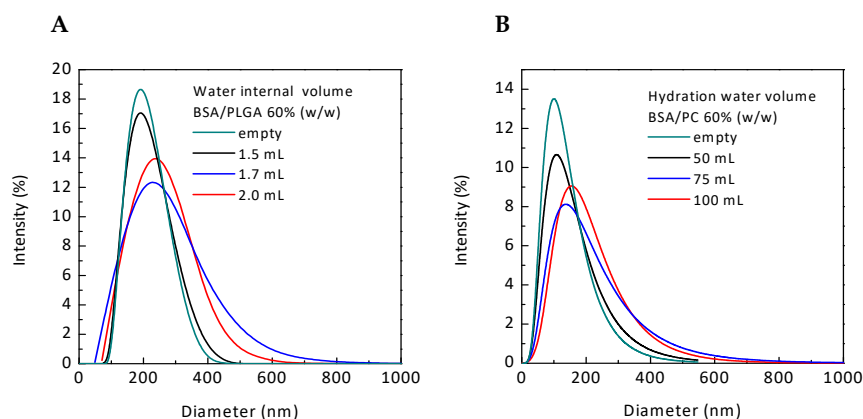 A
Water internal volume
BSA/PLGA 60% (w/w)
empty
1.5 mL
1.7 mL
2.0 mL
Intensity (%)
20
18
16
14
12
10
8
6
4
2
0
0 200 400 600 800 1000
Diameter (nm)
B
Hydration water volume
BSA/PC 60% (w/w)
empty
50 mL
75 mL
100 mL
Intensity (%)
14
12
10
8
6
4
2
0
0 200 400 600 800 1000
Diameter (nm)